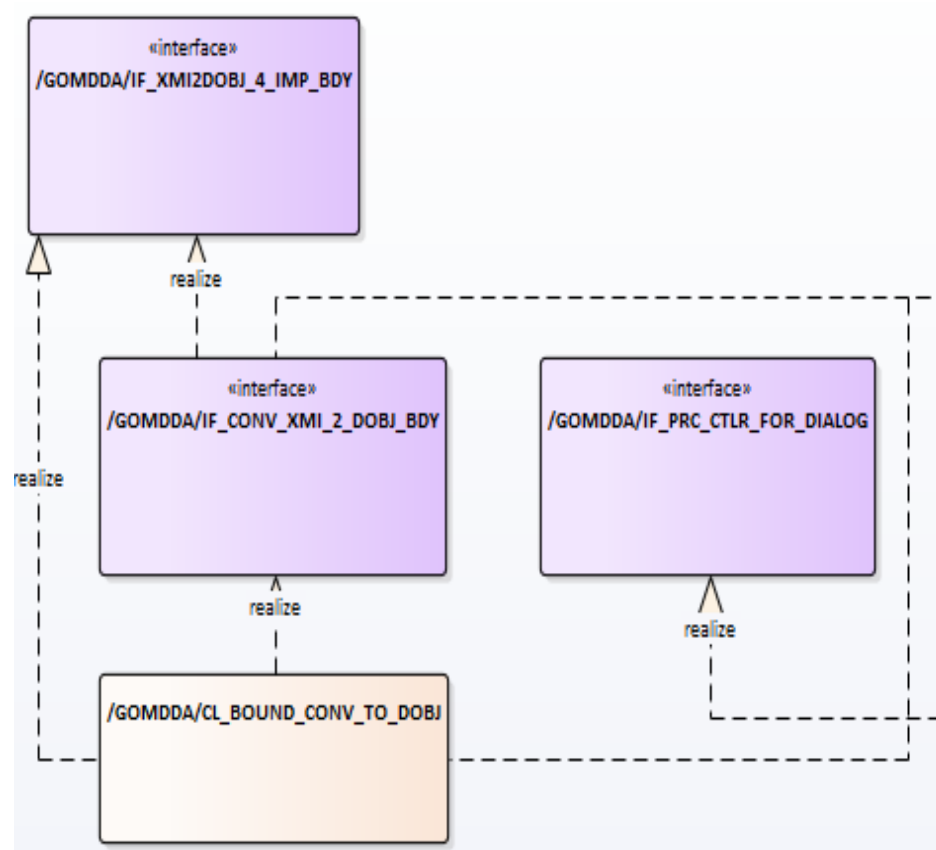 «interface»
/GOMDDA/IF_XMI2DOBJ_4_IMP_BDY
realize
«interface»
/GOMDDA/IF_CONV_XMI_2_DOBJ_BDY
«interface»
/GOMDDA/IF_PRC_CTLR_FOR_DIALOG
realize
realize
realize
/GOMDDA/CL_BOUND_CONV_TO_DOBJ